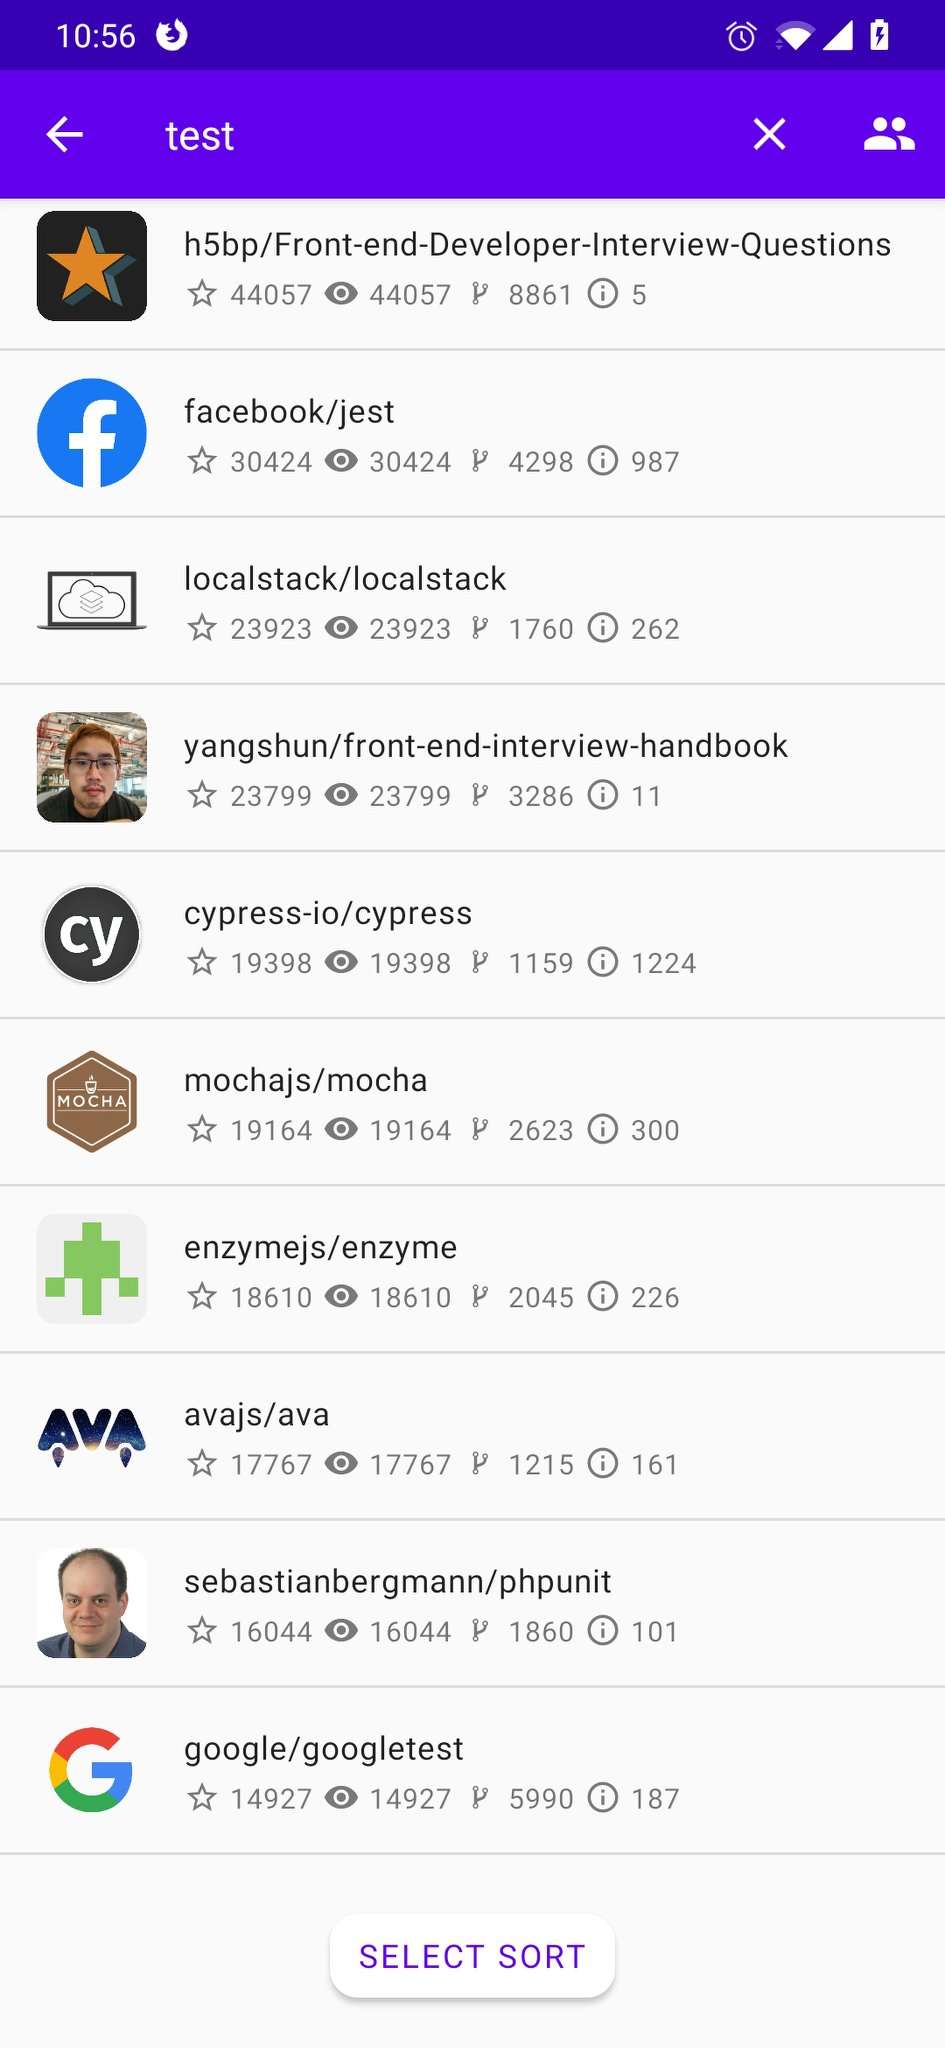 10:56
test
h5bp/Front-end-Developer-Interview-Questions
44057 44057 8861 5
facebook/jest
30424 30424 4298 987
localstack/localstack
23923 23923 1760 262
yangshun/front-end-interview-handbook
23799 23799 3286 11
cy
cypress-io/cypress
19398 19398 1159 1224
MOCHA
mochajs/mocha
19164 19164 2623 300
enzymejs/enzyme
18610 18610 2045 226
AVA
avajs/ava
17767 17767 1215 161
sebastianbergmann/phpunit
16044 16044 1860 101
google/googletest
14927 14927 5990 187
SELECT SORT